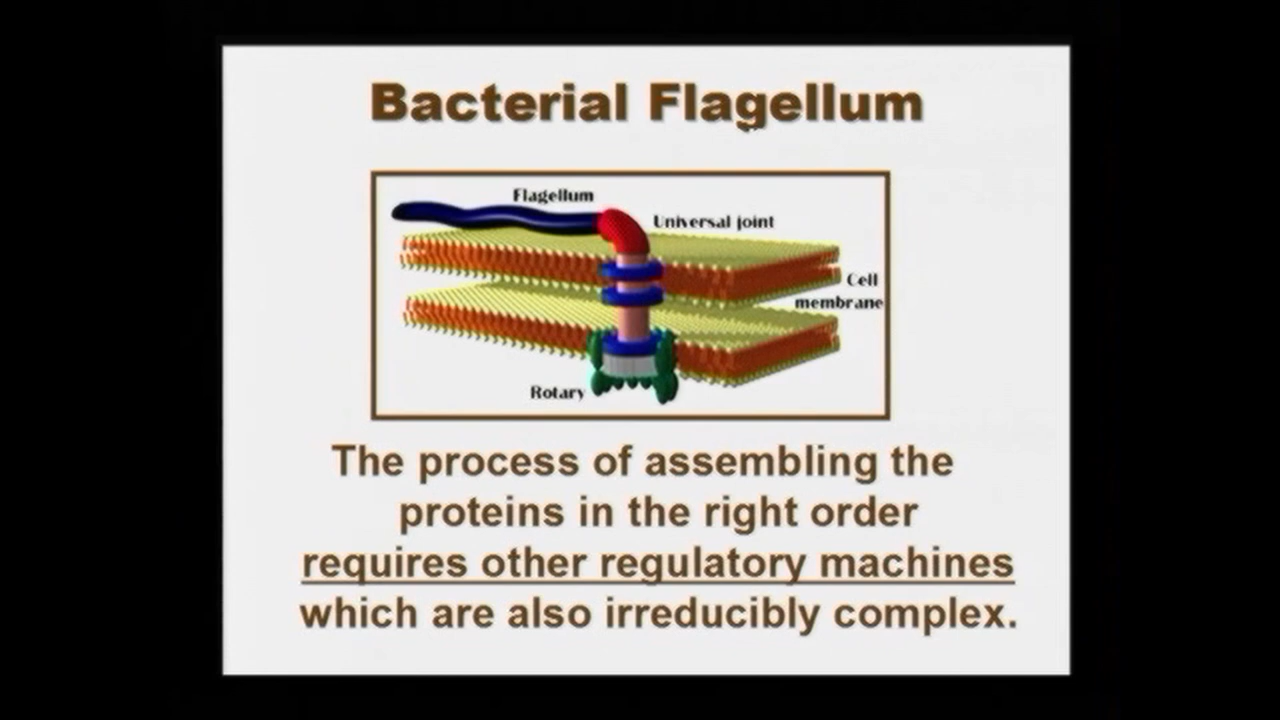 Bacterial Flagellum
Flagellum
Universal joint
Cell
membrane
Rotary
The process of assembling the
proteins in the right order
requires other regulatory machines
which are also irreducibly complex.